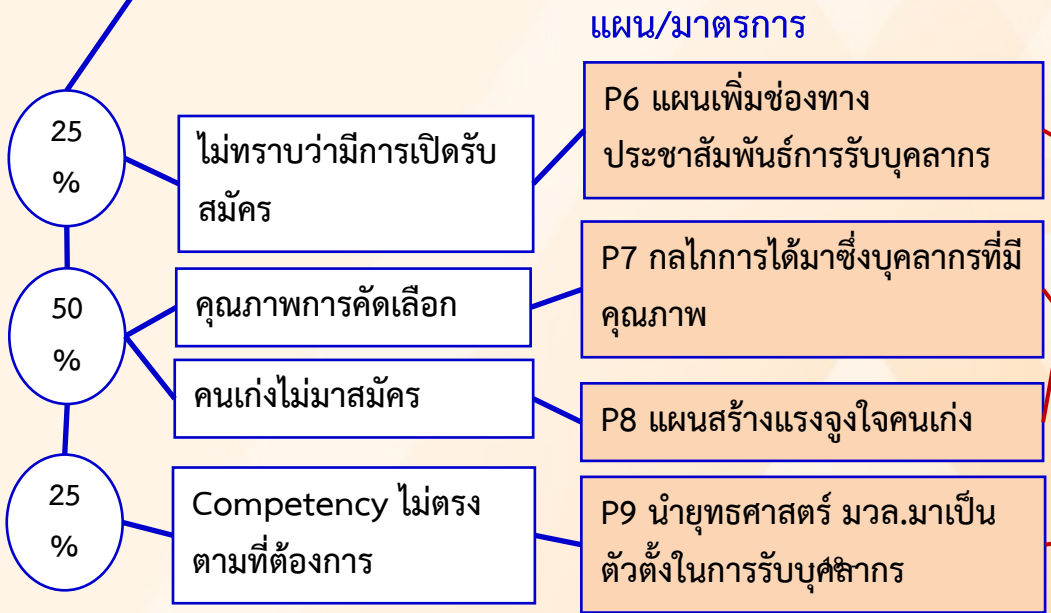 แผน/มาตรการ
25
%
ไม่ทราบว่ามีการเปิดรับ
สมัคร
P6 แผนเพิ่มช่องทาง
ประชาสัมพันธ์การรับบุคลากร
50
%
คุณภาพการคัดเลือก
P7 กลไกการได้มาซึ่งบุคลากรที่มี
คุณภาพ
คนเก่งไม่มาสมัคร
P8 แผนสร้างแรงจูงใจคนเก่ง
25
%
Competency ไม่ตรง
ตามที่ต้องการ
P9 นำยุทธศาสตร์ มวล.มาเป็น
ตัวตั้งในการรับบุคลากร